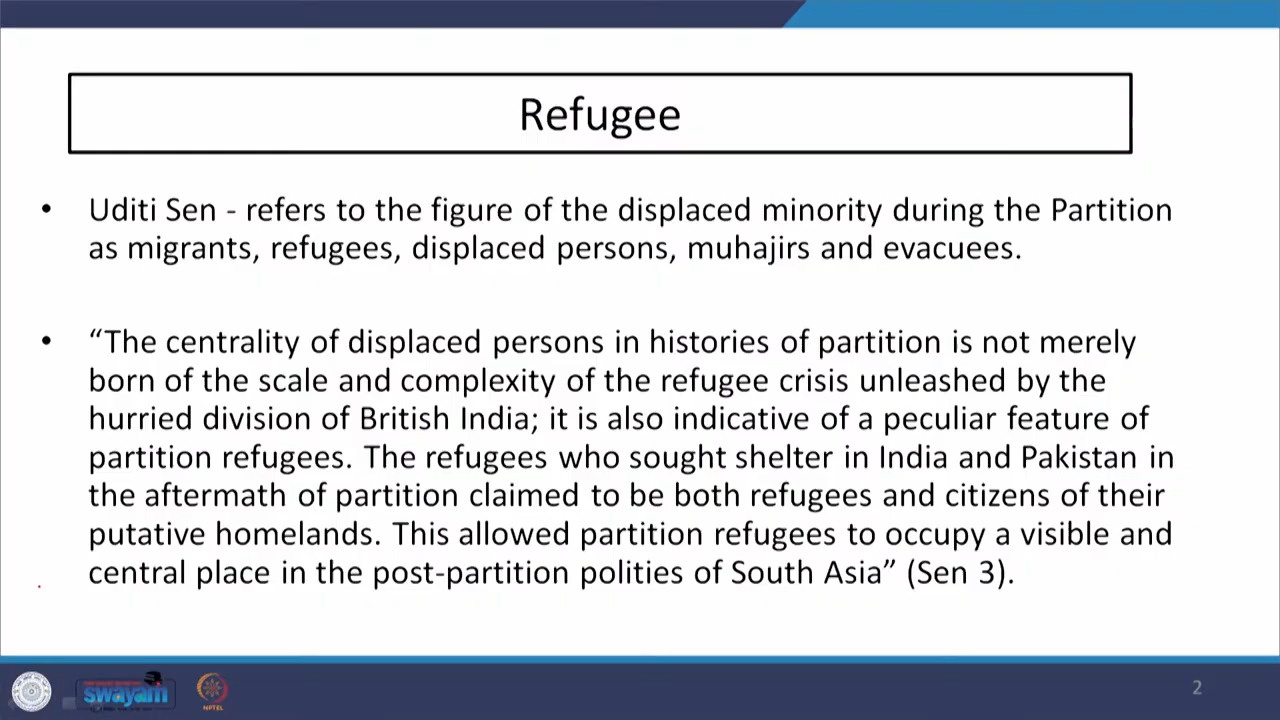 Refugee
• Uditi Sen - refers to the figure of the displaced minority during the Partition
as migrants, refugees, displaced persons, muhajirs and evacuees.
• “The centrality of displaced persons in histories of partition is not merely
born of the scale and complexity of the refugee crisis unleashed by the
hurried division of British India; it is also indicative of a peculiar feature of
partition refugees. The refugees who sought shelter in India and Pakistan in
the aftermath of partition claimed to be both refugees and citizens of their
putative homelands. This allowed partition refugees to occupy a visible and
central place in the post-partition polities of South Asia” (Sen 3).
swayam
NPTEL
2